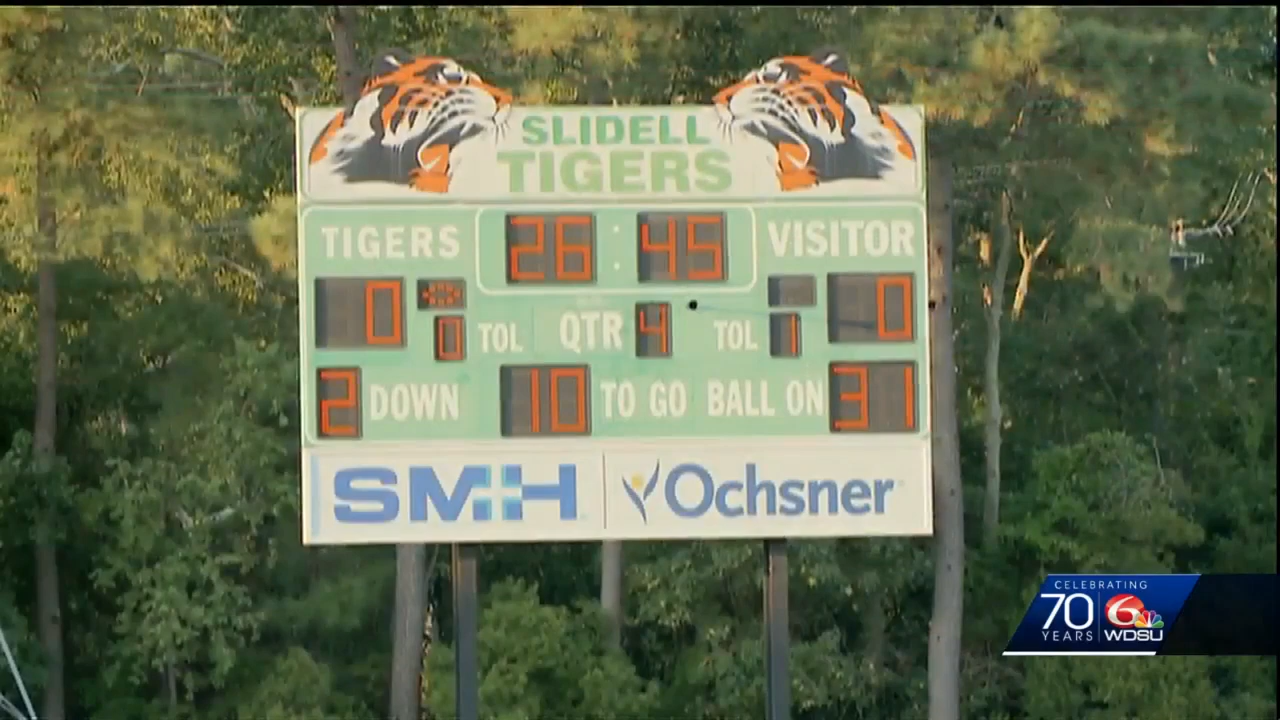 SLIDELL
TIGERS
TIGERS 26:45 VISITOR
0 0
0 TOL QTR 4 TOL 1
2 DOWN 10 TO GO BALL ON 31
SMH Ochsner
CELEBRATING
70 6
YEARS WDSU